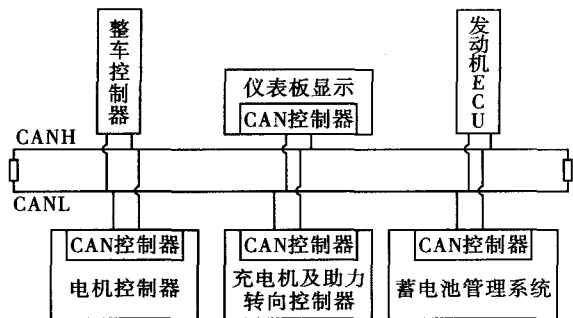 整车控制器
仪表板显示
CAN控制器
发动机ECU
CANH
CANL
CAN控制器
电机控制器
CAN控制器
充电机及助力
转向控制器
CAN控制器
蓄电池管理系统